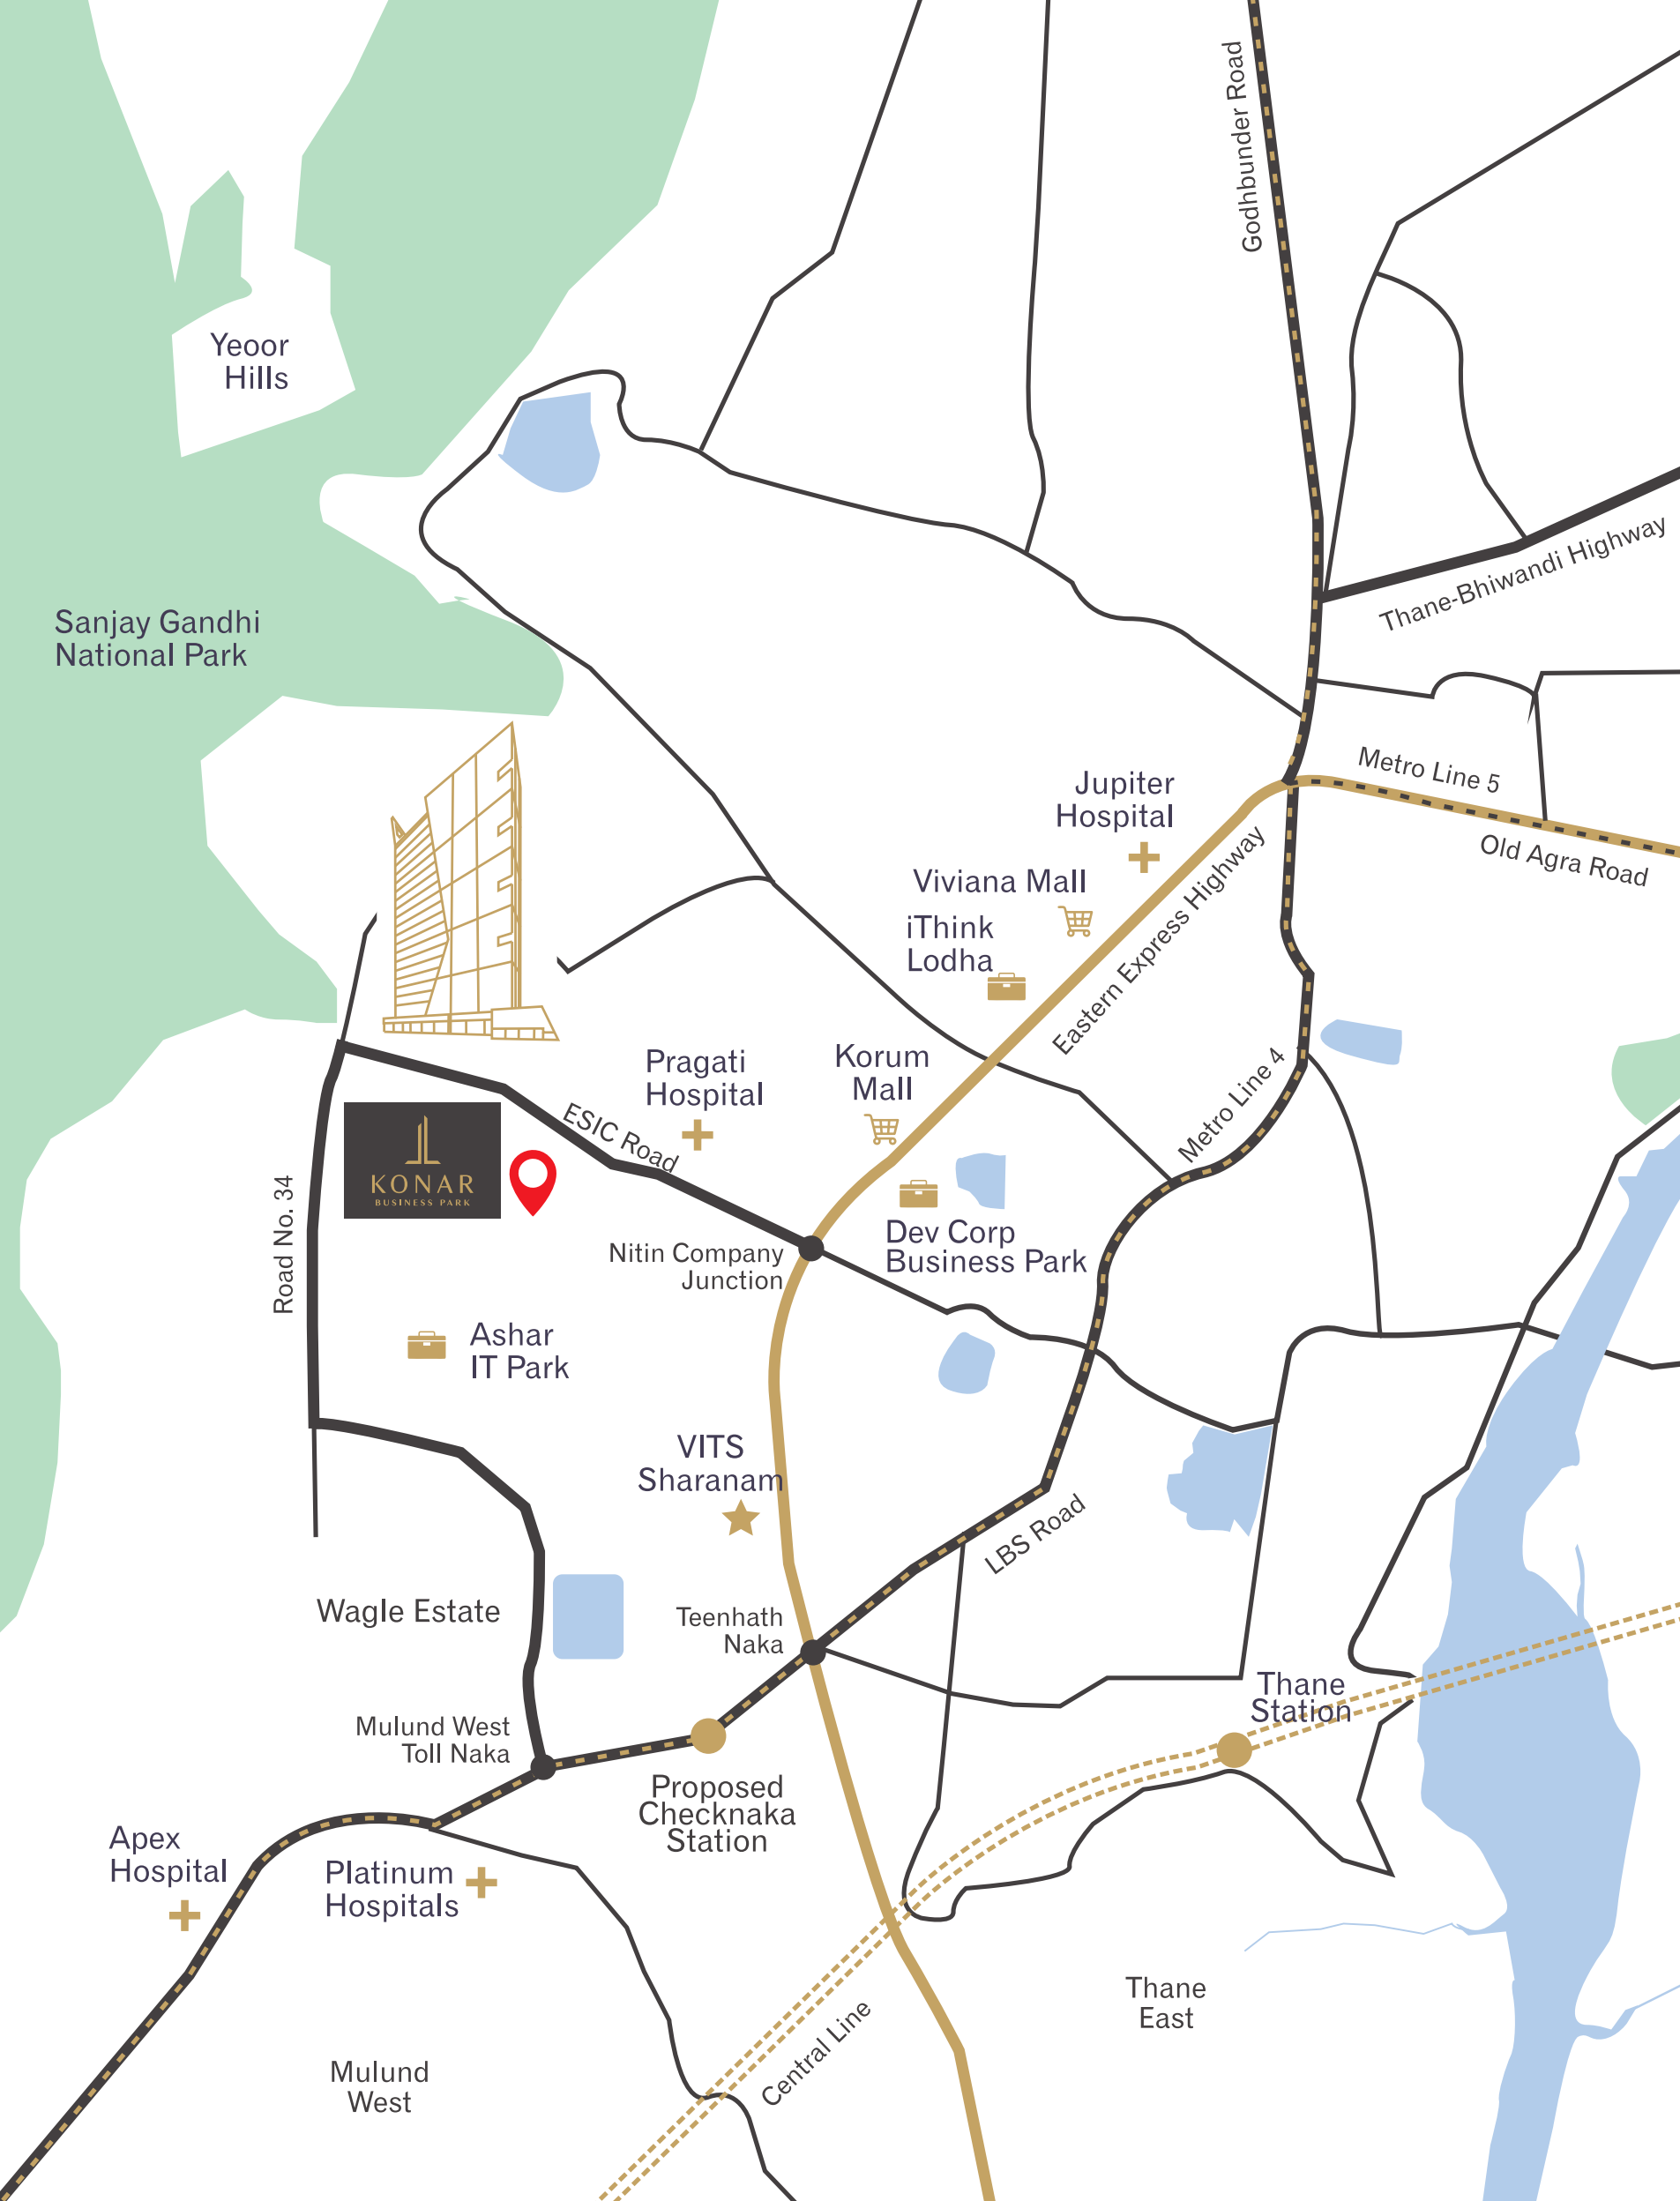 Godhbunder Road
Yeoor
Hills
Thane-Bhiwandi Highway
Sanjay Gandhi
National Park
Metro Line 5
Jupiter
Hospital
Old Agra Road
Viviana Mall
iThink
Lodha
Eastern Express Highway
Korum
Mall
Pragati
Hospital
Metro Line 4
ESIC Road
KONAR
BUSINESS PARK
Road No. 34
Dev Corp
Business Park
Nitin Company
Junction
Ashar
IT Park
VITS
Sharanam
LBS Road
Wagle Estate
Teenhath
Naka
Thane
Station
Mulund West
Toll Naka
Proposed
Checknaka
Station
Apex
Hospital
Platinum
Hospitals
Thane
East
Central Line
Mulund
West